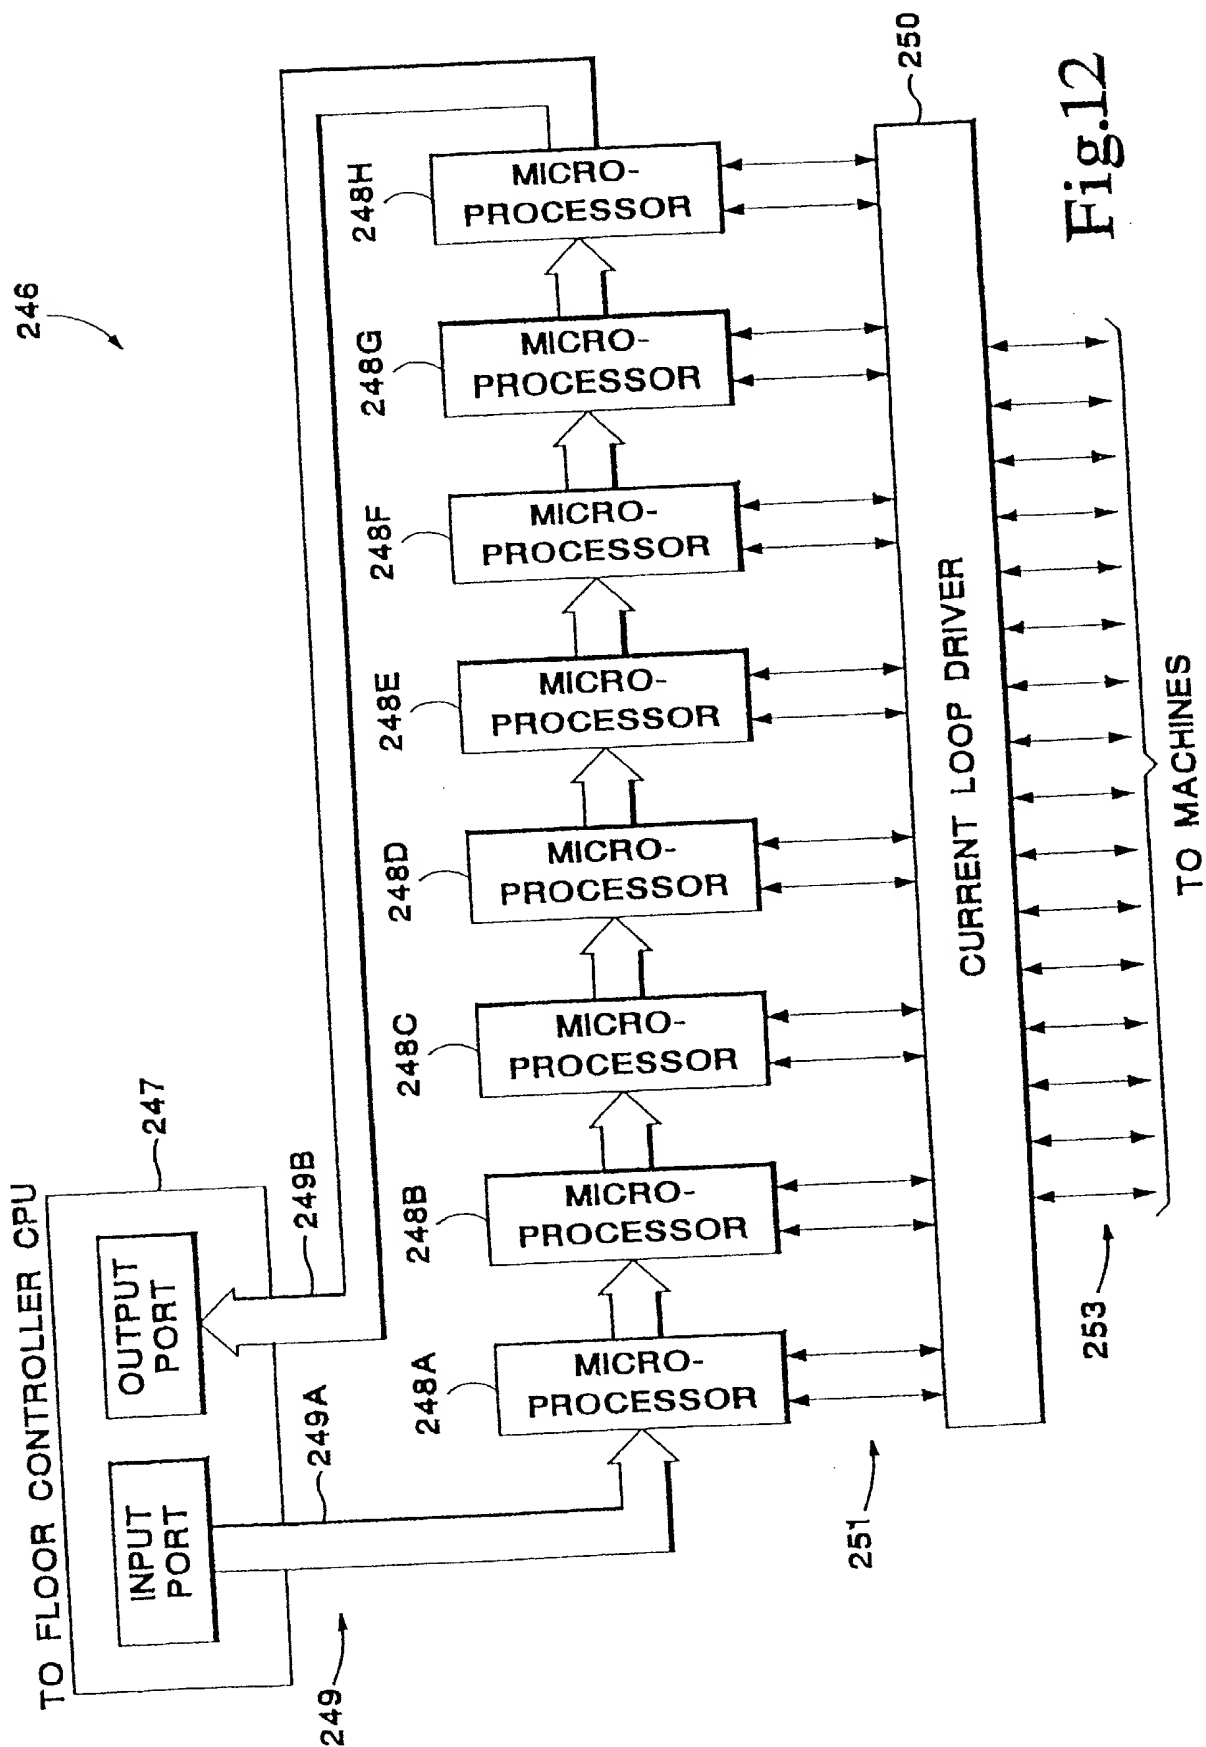 246
TO FLOOR CONTROLLER CPU
247
INPUT
PORT
OUTPUT
PORT
249
249A
249B
248A
248B
248C
248D
248E
248F
248G
248H
MICRO-
PROCESSOR
MICRO-
PROCESSOR
MICRO-
PROCESSOR
MICRO-
PROCESSOR
MICRO-
PROCESSOR
MICRO-
PROCESSOR
MICRO-
PROCESSOR
MICRO-
PROCESSOR
251
250
CURRENT LOOP DRIVER
253
TO MACHINES
Fig.12